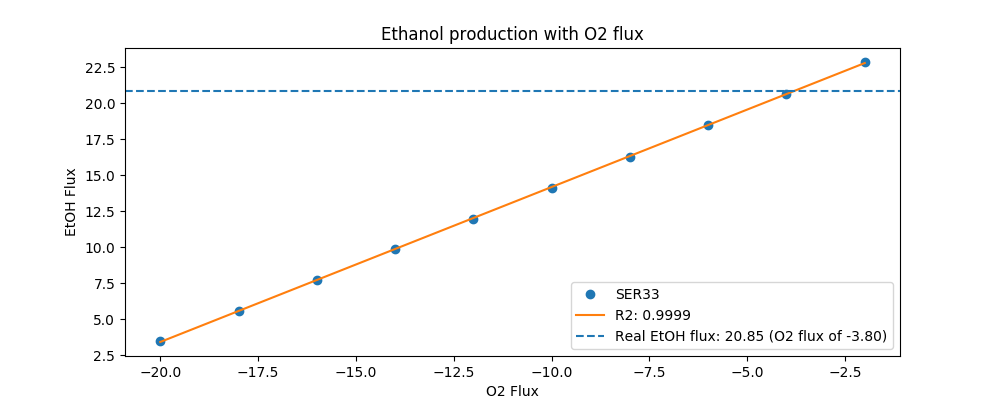 Ethanol production with O2 flux
EtOH Flux
22.5
20.0
17.5
15.0
12.5
10.0
7.5
5.0
2.5
SER33
R2: 0.9999
Real EtOH flux: 20.85 (O2 flux of -3.80)
−20.0 −17.5 −15.0 −12.5 −10.0 −7.5 −5.0 −2.5
O2 Flux